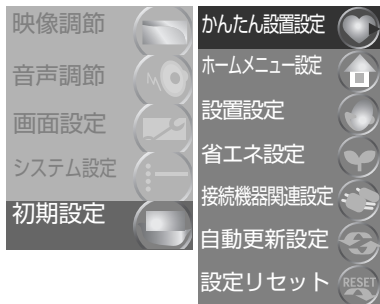 映像調節
音声調節
画面設定
システム設定
初期設定
かんたん設置設定
ホームメニュー設定
設置設定
省エネ設定
接続機器関連設定
自動更新設定
設定リセット
RESET